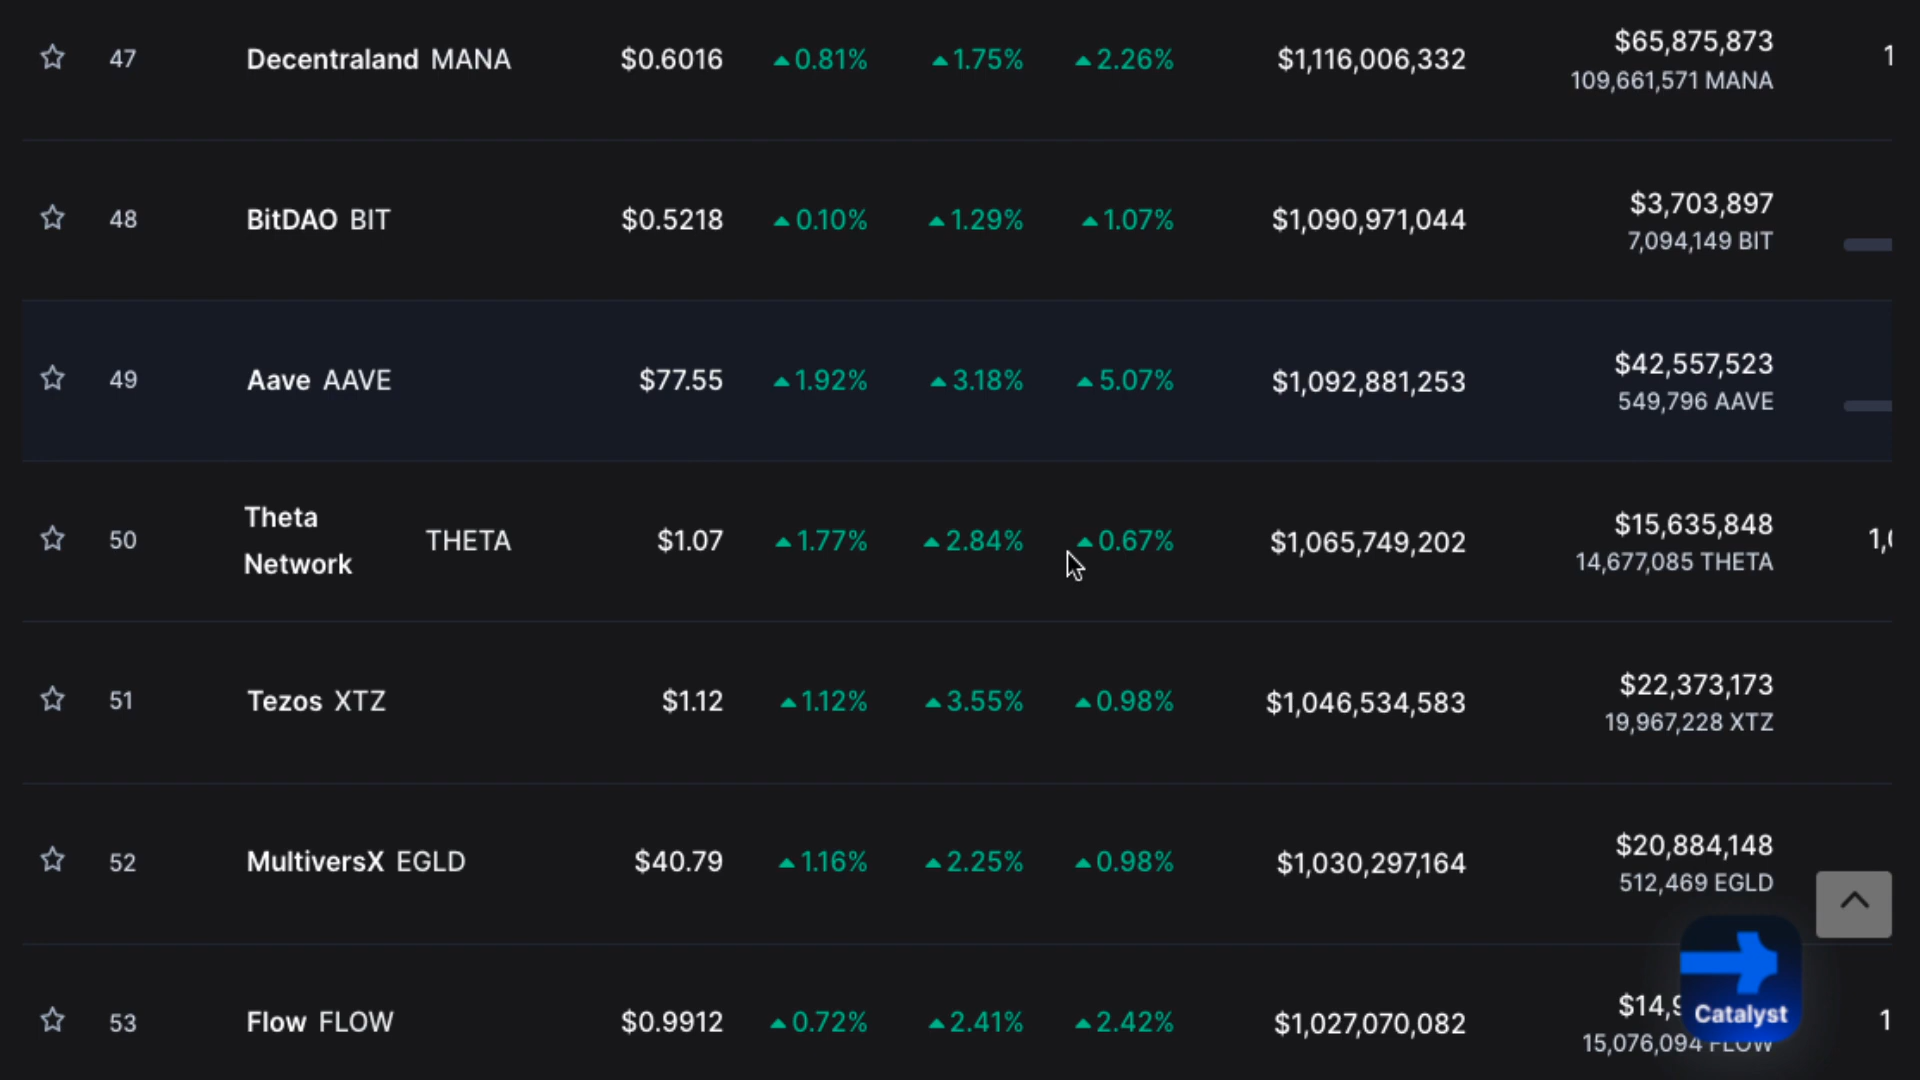 47 Decentraland MANA $0.6016 0.81% 1.75% 2.26% $1,116,006,332 $65,875,873
109,661,571 MANA
48 BitDAO BIT $0.5218 0.10% 1.29% 1.07% $1,090,971,044 $3,703,897
7,094,149 BIT
49 Aave AAVE $77.55 1.92% 3.18% 5.07% $1,092,881,253 $42,557,523
549,796 AAVE
50 Theta Network THETA $1.07 1.77% 2.84% 0.67% $1,065,749,202 $15,635,848
14,677,085 THETA
51 Tezos XTZ $1.12 1.12% 3.55% 0.98% $1,046,534,583 $22,373,173
19,967,228 XTZ
52 MultiversX EGLD $40.79 1.16% 2.25% 0.98% $1,030,297,164 $20,884,148
512,469 EGLD
53 Flow FLOW $0.9912 0.72% 2.41% 2.42% $1,027,070,082
15,076,094 FLOW
Catalyst